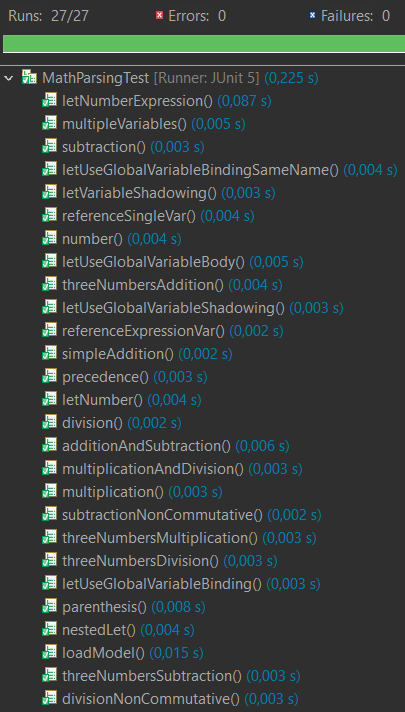 Runs: 27/27 Errors: 0 Failures: 0
MathParsingTest [Runner: JUnit 5] (0,225 s)
letNumberExpression() (0,087 s)
multipleVariables() (0,005 s)
subtraction() (0,003 s)
letUseGlobalVariableBindingSameName() (0,004 s)
letVariableShadowing() (0,003 s)
referenceSingleVar() (0,004 s)
number() (0,004 s)
letUseGlobalVariableBody() (0,005 s)
threeNumbersAddition() (0,004 s)
letUseGlobalVariableShadowing() (0,003 s)
referenceExpressionVar() (0,002 s)
simpleAddition() (0,002 s)
precedence() (0,003 s)
letNumber() (0,004 s)
division() (0,002 s)
additionAndSubtraction() (0,006 s)
multiplicationAndDivision() (0,003 s)
multiplication() (0,003 s)
subtractionNonCommutative() (0,002 s)
threeNumbersMultiplication() (0,003 s)
threeNumbersDivision() (0,003 s)
letUseGlobalVariableBinding() (0,003 s)
parenthesis() (0,008 s)
nestedLet() (0,004 s)
loadModel() (0,015 s)
threeNumbersSubtraction() (0,003 s)
divisionNonCommutative() (0,003 s)